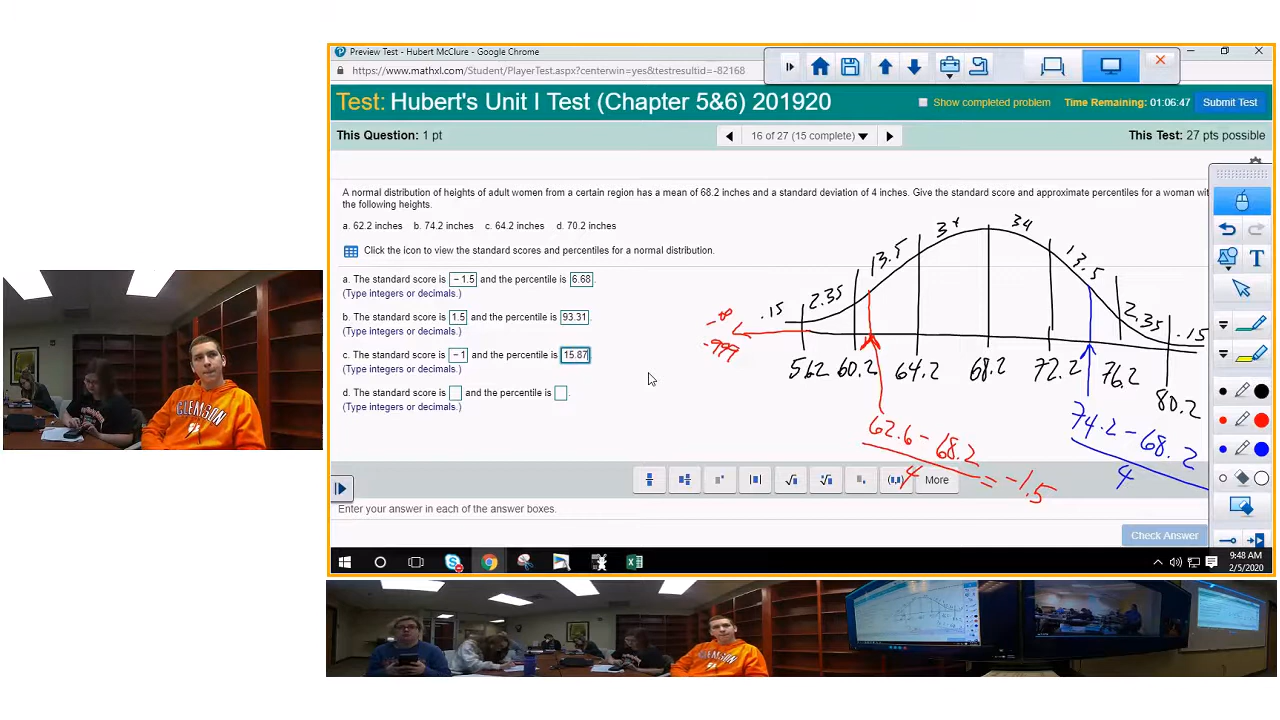 Preview Test - Hubert McClure - Google Chrome
https://www.mathxl.com/Student/PlayerTest.aspx?centerwin=yes&testresultid=-82168
Test: Hubert's Unit I Test (Chapter 5&6) 201920
Show completed problem
Time Remaining: 01:06:47
Submit Test
This Question: 1 pt
16 of 27 (15 complete)
This Test: 27 pts possible
A normal distribution of heights of adult women from a certain region has a mean of 68.2 inches and a standard deviation of 4 inches. Give the standard score and approximate percentiles for a woman wit
the following heights.
a. 62.2 inches b. 74.2 inches c. 64.2 inches d. 70.2 inches
Click the icon to view the standard scores and percentiles for a normal distribution.
a. The standard score is -1.5 and the percentile is 6.68
(Type integers or decimals.)
b. The standard score is 1.5 and the percentile is 93.31
(Type integers or decimals.)
c. The standard score is -1 and the percentile is 15.87
(Type integers or decimals.)
d. The standard score is and the percentile is .
(Type integers or decimals.)
.15 2.35 13.5 34 34 13.5 2.35 .15
-∞
-999
56.2 60.2 64.2 68.2 72.2 76.2 80.2
62.6 - 68.2
4
= -1.5
74.2 - 68.2
4
T
More
Enter your answer in each of the answer boxes.
Check Answer
9:48 AM
2/5/2020
CLEMSON
CLEMSON